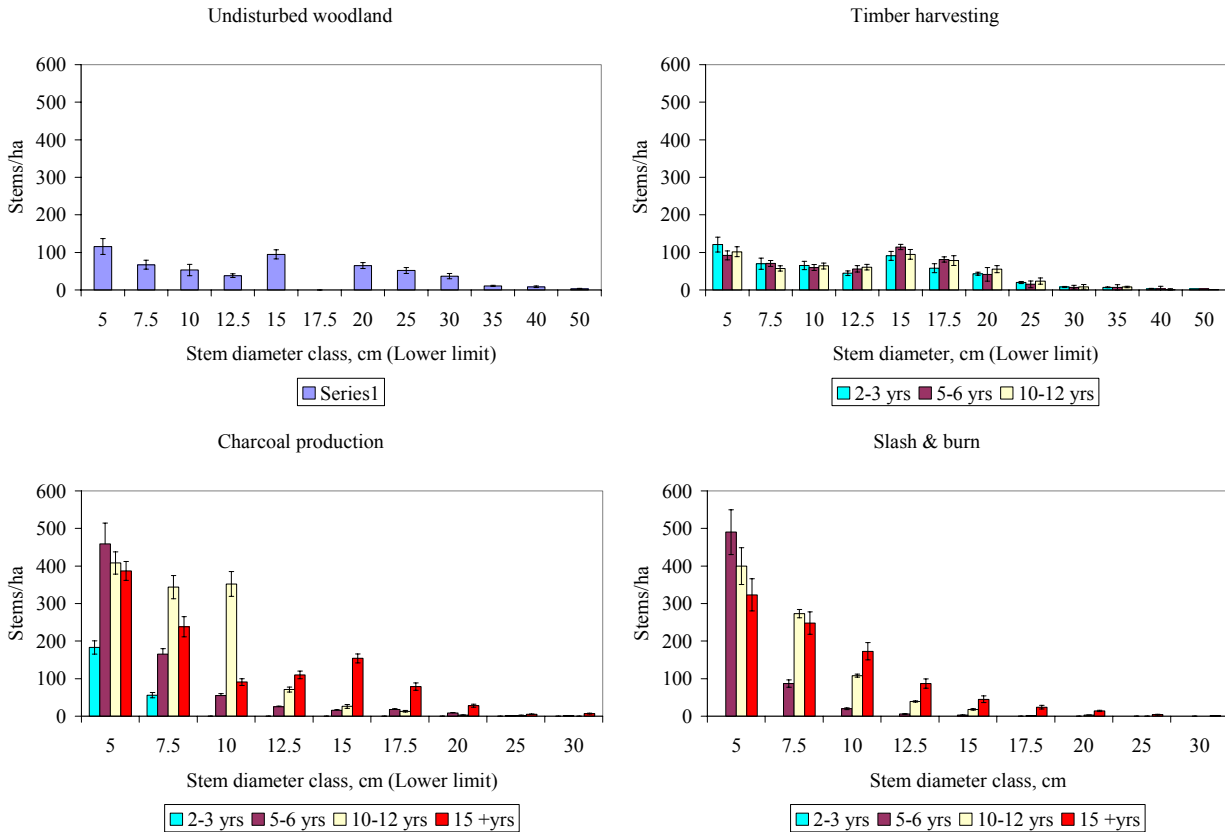 Undisturbed woodland
600
500
400
300
200
100
0
Stems/ha
5 7.5 10 12.5 15 17.5 20 25 30 35 40 50
Stem diameter class, cm (Lower limit)
Series1
Timber harvesting
600
500
400
300
200
100
0
Stems/ha
5 7.5 10 12.5 15 17.5 20 25 30 35 40 50
Stem diameter, cm (Lower limit)
2-3 yrs 5-6 yrs 10-12 yrs
Charcoal production
600
500
400
300
200
100
0
Stems/ha
5 7.5 10 12.5 15 17.5 20 25 30
Stem diameter class, cm (Lower limit)
2-3 yrs 5-6 yrs 10-12 yrs 15 +yrs
Slash & burn
600
500
400
300
200
100
0
Stems/ha
5 7.5 10 12.5 15 17.5 20 25 30
Stem diameter class, cm
2-3 yrs 5-6 yrs 10-12 yrs 15 +yrs